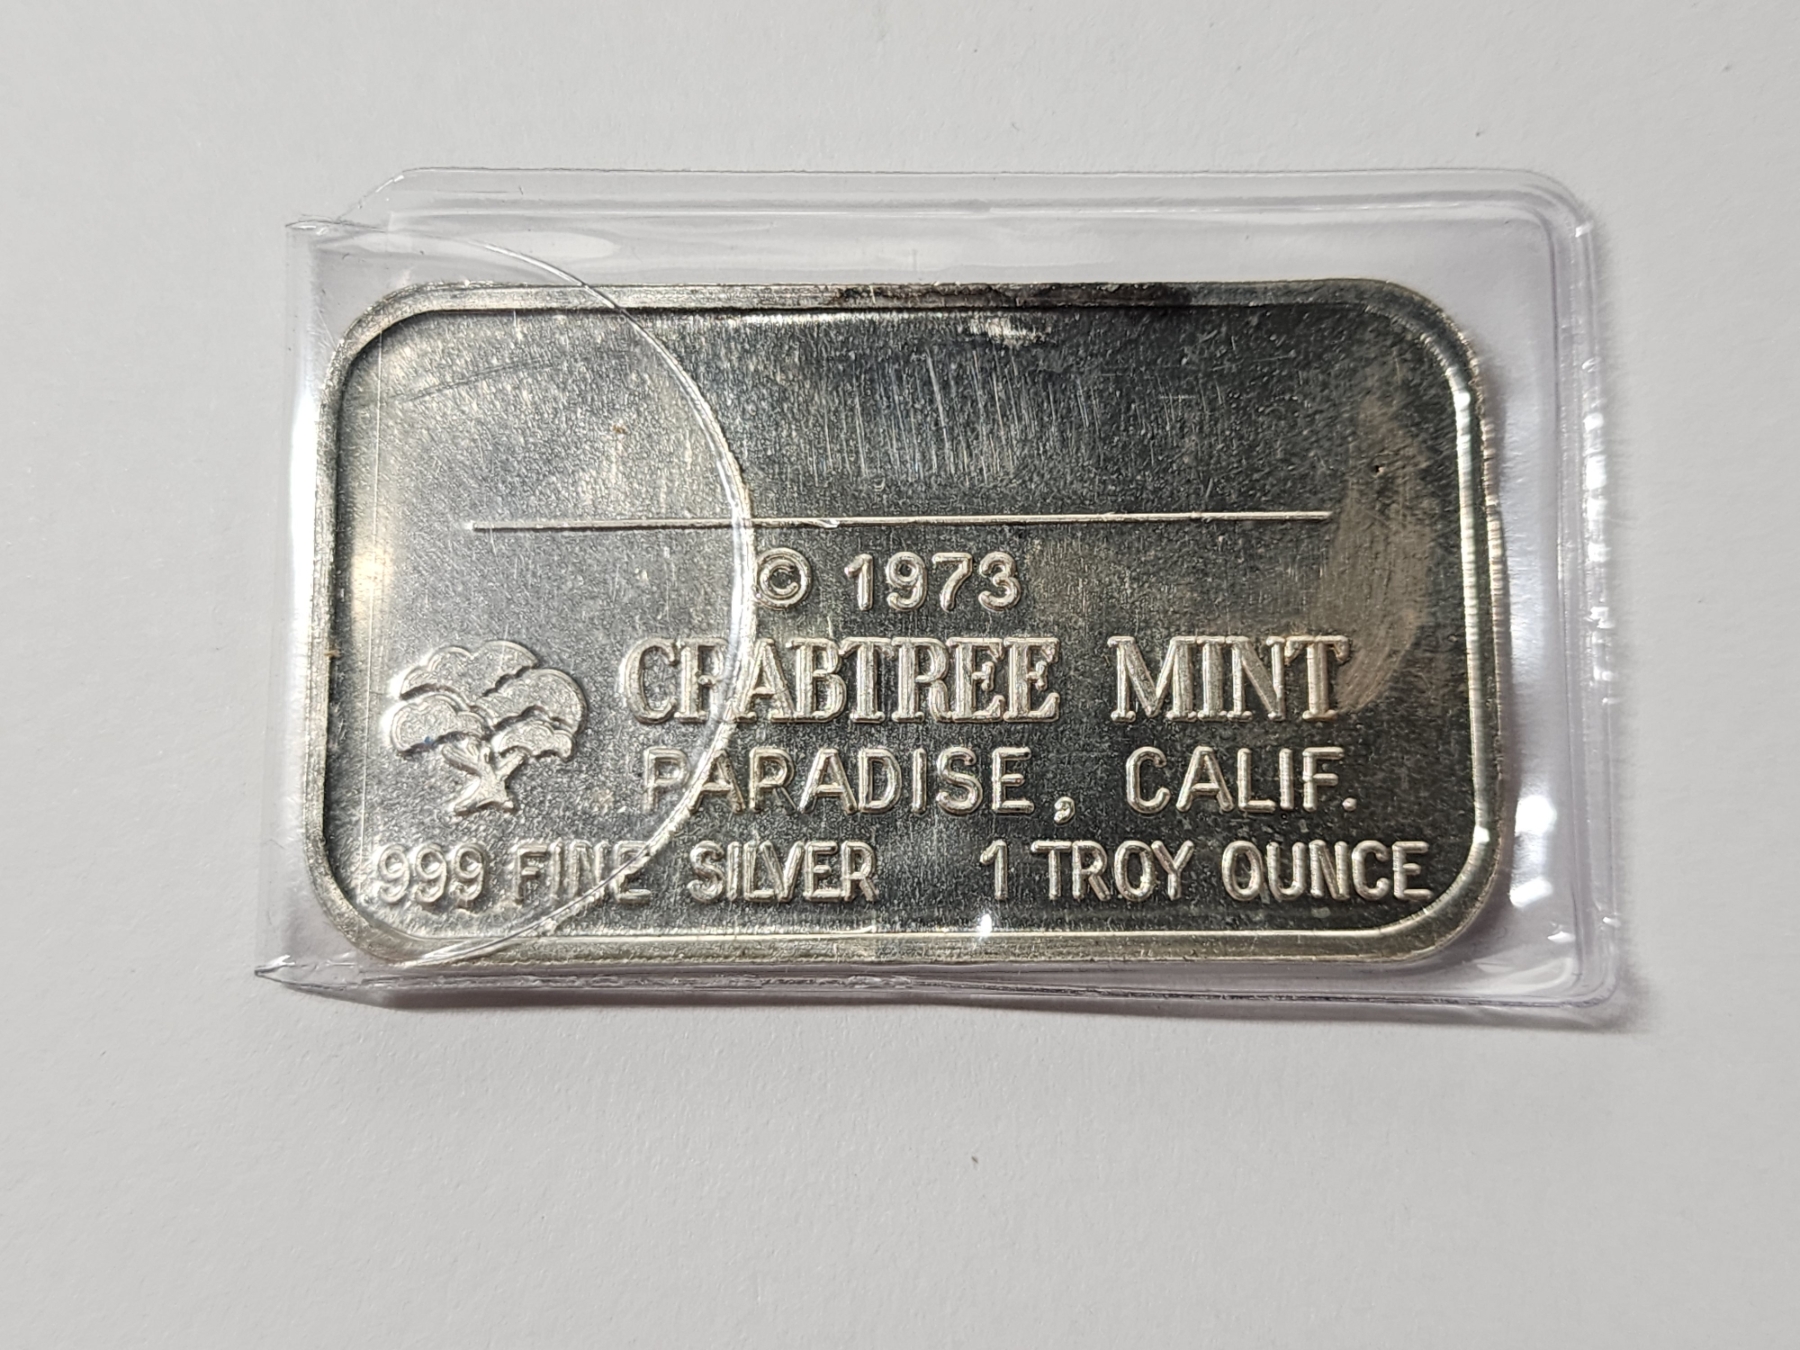 © 1973
CRABTREE MINT
PARADISE, CALIF.
999 FINE SILVER 1 TROY OUNCE